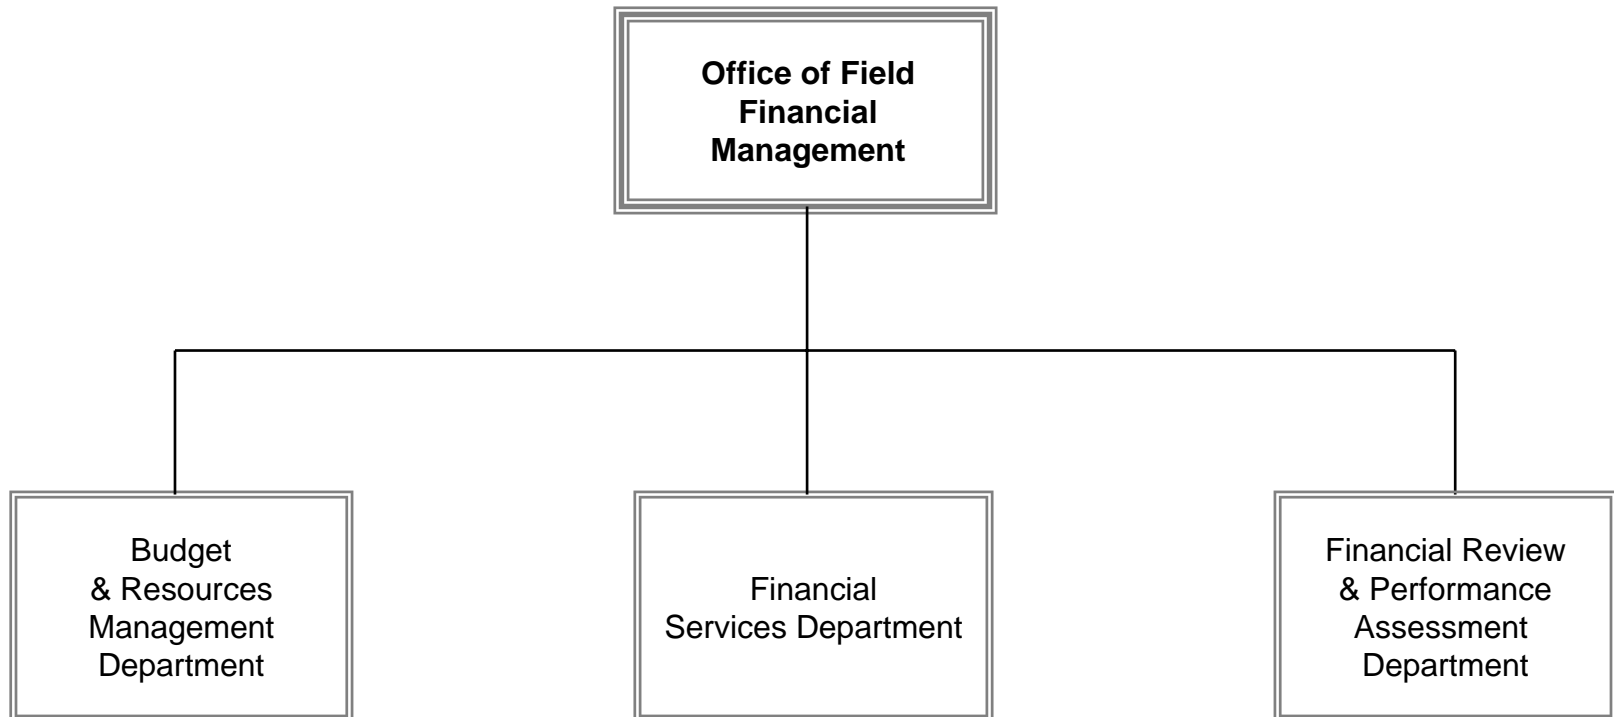 Office of Field
Financial
Management
Budget
& Resources
Management
Department
Financial
Services Department
Financial Review
& Performance
Assessment
Department